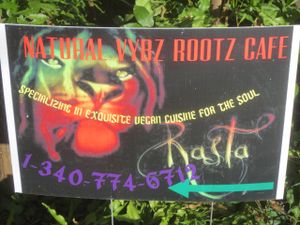 NATURAL VYBZ ROOTZ CAFE
SPECIALIZING IN EXQUISITE VEGAN CUISINE FOR THE SOUL
Rasta
1-340-774-6712